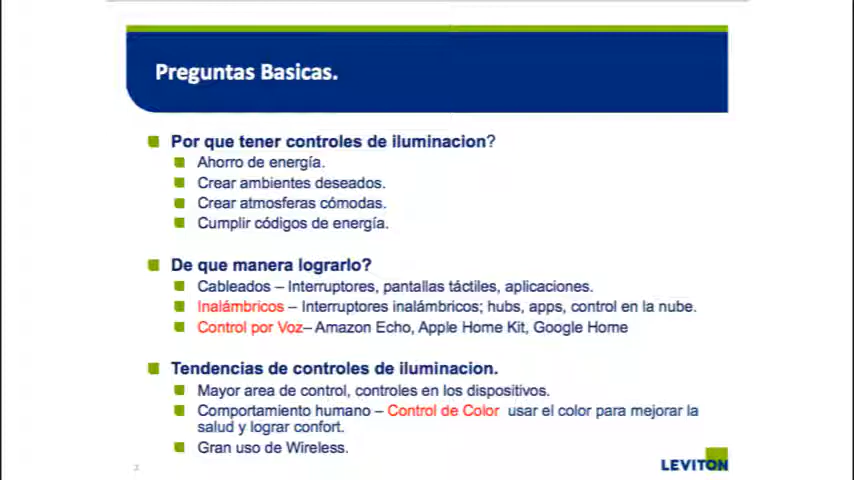 Preguntas Basicas.
Por que tener controles de iluminacion?
Ahorro de energía.
Crear ambientes deseados.
Crear atmosferas cómodas.
Cumplir códigos de energía.
De que manera lograrlo?
Cableados – Interruptores, pantallas táctiles, aplicaciones.
Inalámbricos – Interruptores inalámbricos; hubs, apps, control en la nube.
Control por Voz– Amazon Echo, Apple Home Kit, Google Home
Tendencias de controles de iluminacion.
Mayor area de control, controles en los dispositivos.
Comportamiento humano – Control de Color usar el color para mejorar la
salud y lograr confort.
Gran uso de Wireless.
LEVITON